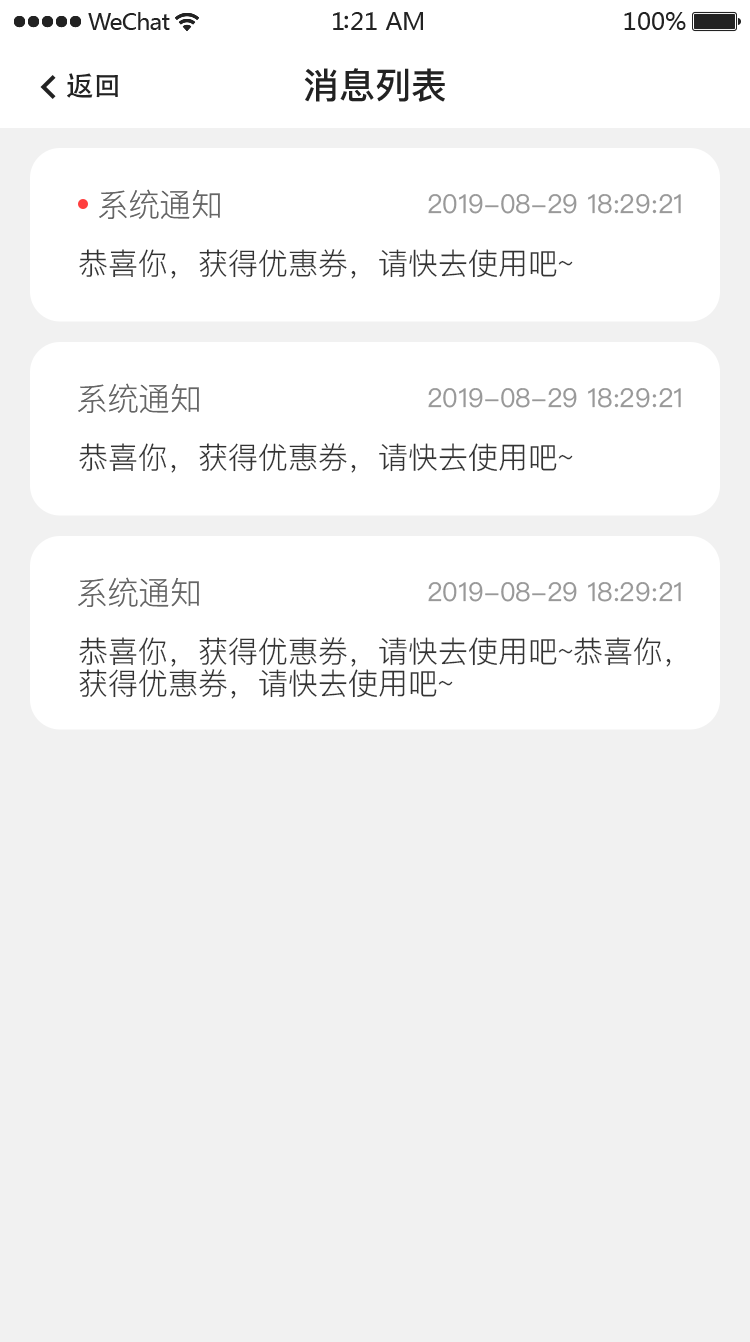 WeChat 1:21 AM 100%
返回 消息列表
系统通知 2019-08-29 18:29:21
恭喜你，获得优惠券，请快去使用吧~
系统通知 2019-08-29 18:29:21
恭喜你，获得优惠券，请快去使用吧~
系统通知 2019-08-29 18:29:21
恭喜你，获得优惠券，请快去使用吧~恭喜你，
获得优惠券，请快去使用吧~